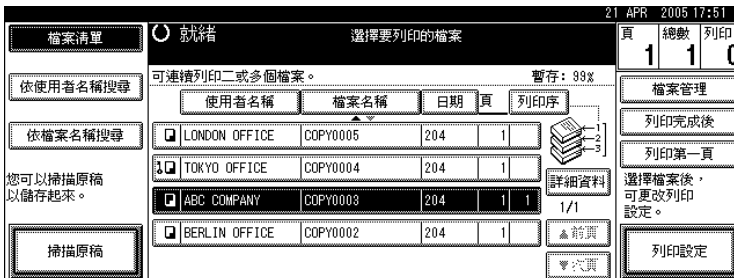 21 APR 2005 17:51
檔案清單
就緒
選擇要列印的檔案
頁 總數 列印
1 1 0
依使用者名稱搜尋
可連續列印二或多個檔案。
暫存: 99%
檔案管理
使用者名稱 檔案名稱 日期 頁 列印序
列印完成後
依檔案名稱搜尋
LONDON OFFICE COPY0005 204 1
1
2
3
列印第一頁
TOKYO OFFICE COPY0004 204 1
您可以掃描原稿
以儲存起來。
詳細資料
選擇檔案後，
可更改列印
設定。
ABC COMPANY COPY0003 204 1 1
1/1
BERLIN OFFICE COPY0002 204 1
▲前頁
掃描原稿
列印設定
▼次頁